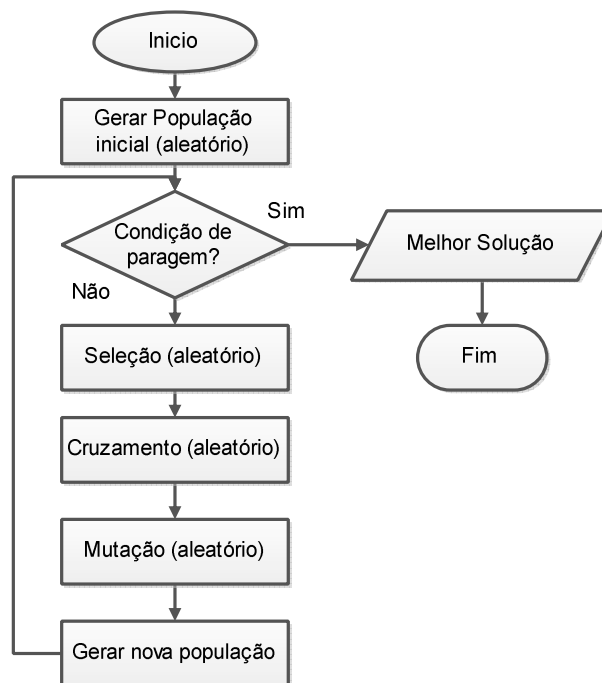 Inicio
Gerar População
inicial (aleatório)
Condição de
paragem?
Sim
Melhor Solução
Não
Fim
Seleção (aleatório)
Cruzamento (aleatório)
Mutação (aleatório)
Gerar nova população